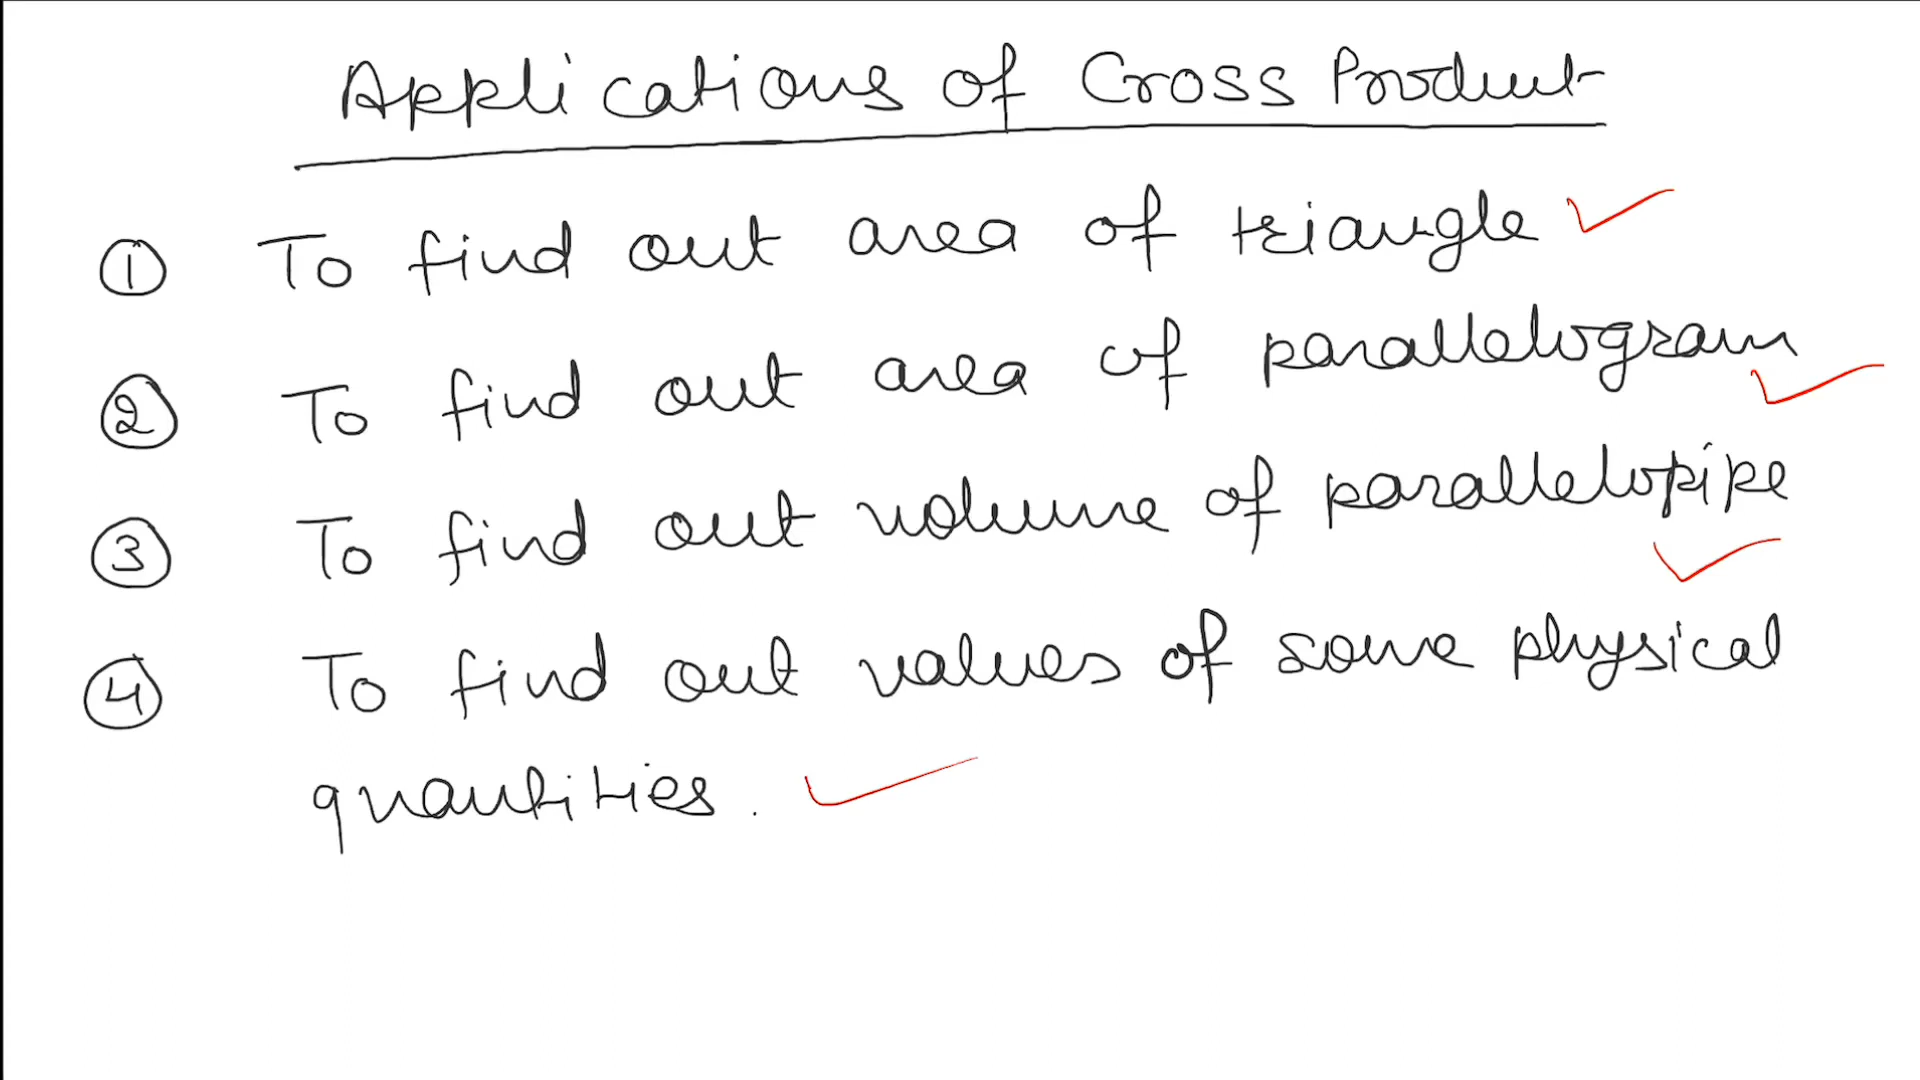 Applications of Cross Product
① To find out area of triangle
② To find out area of parallelogram
③ To find out volume of parallelopipe
④ To find out values of some physical
quantities.